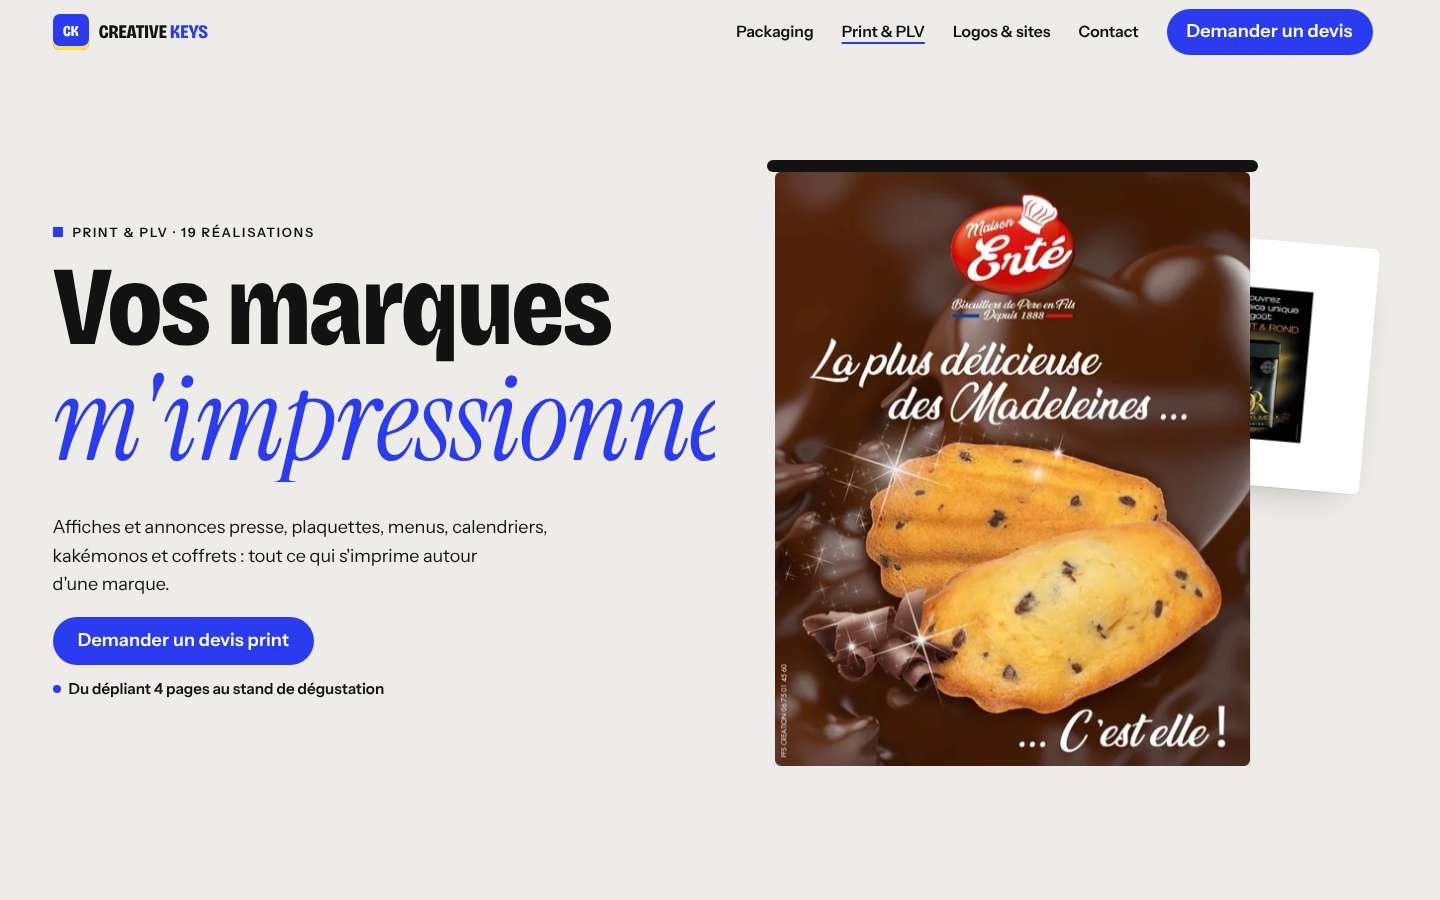 CK CREATIVE KEYS
Packaging
Print & PLV
Logos & sites
Contact
Demander un devis
PRINT & PLV · 19 RÉALISATIONS
Vos marques
m'impressionne
Affiches et annonces presse, plaquettes, menus, calendriers,
kakémonos et coffrets : tout ce qui s'imprime autour
d'une marque.
Demander un devis print
Du dépliant 4 pages au stand de dégustation
Maison
Erté
Biscuitiers de Père en Fils
Depuis 1888
La plus délicieuse
des Madeleines ...
... C'est elle !
goût
& ROND